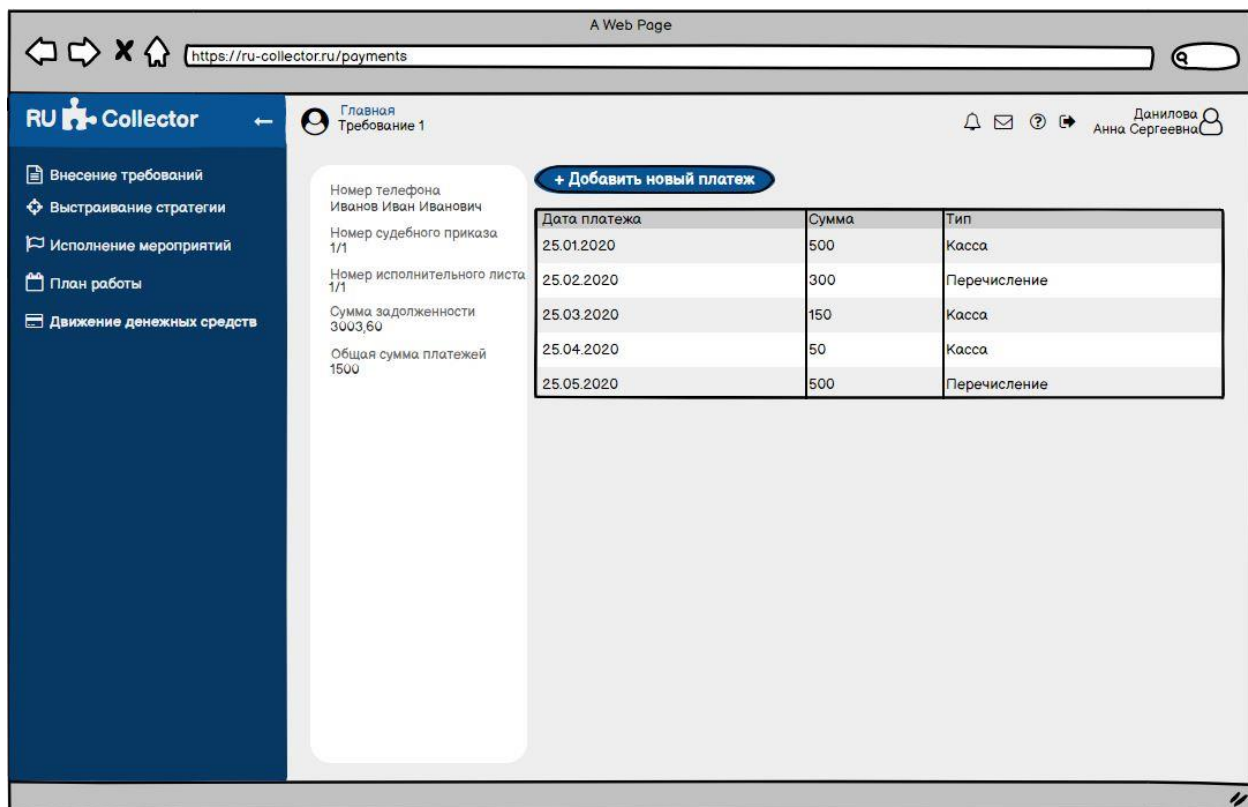 A Web Page
https://ru-collector.ru/payments
RU Collector
Главная
Требование 1
Данилова
Анна Сергеевна
Внесение требований
Выстраивание стратегии
Исполнение мероприятий
План работы
Движение денежных средств
Номер телефона
Иванов Иван Иванович
Номер судебного приказа
1/1
Номер исполнительного листа
1/1
Сумма задолженности
3003,60
Общая сумма платежей
1500
+ Добавить новый платеж
Дата платежа Сумма Тип
25.01.2020 500 Касса
25.02.2020 300 Перечисление
25.03.2020 150 Касса
25.04.2020 50 Касса
25.05.2020 500 Перечисление